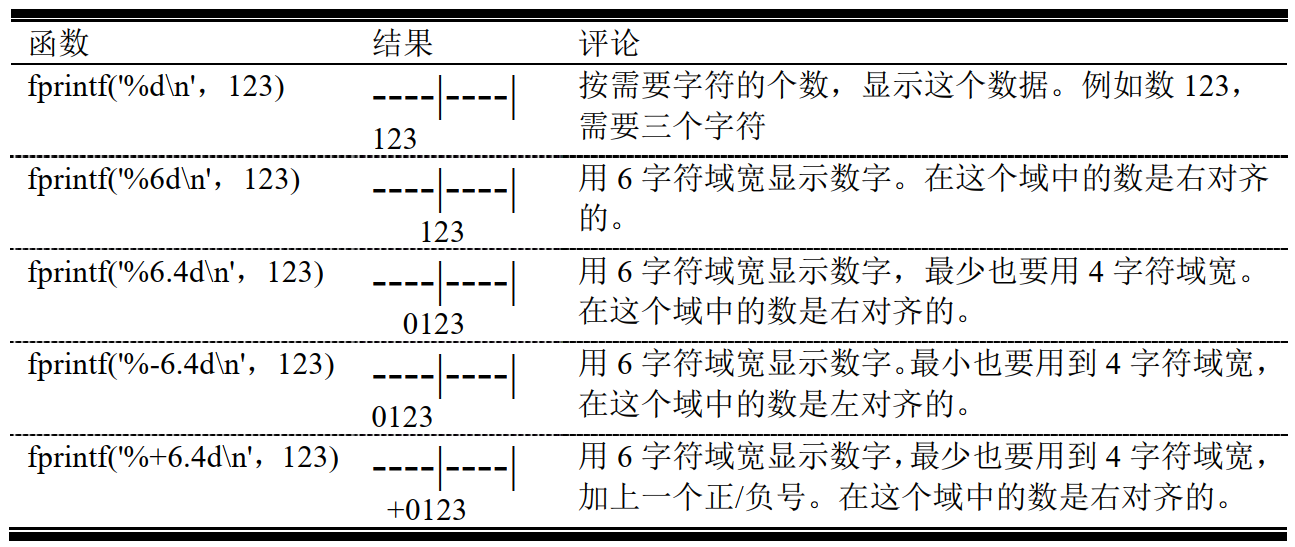 函数 结果 评论
fprintf('%d\n'，123) ----|----| 按需要字符的个数，显示这个数据。例如数 123，
123 需要三个字符
fprintf('%6d\n'，123) ----|----| 用 6 字符域宽显示数字。在这个域中的数是右对齐
123 的。
fprintf('%6.4d\n'，123) ----|----| 用 6 字符域宽显示数字，最少也要用 4 字符域宽。
0123 在这个域中的数是右对齐的。
fprintf('%-6.4d\n'，123) ----|----| 用 6 字符域宽显示数字。最小也要用到 4 字符域宽，
0123 在这个域中的数是左对齐的。
fprintf('%+6.4d\n'，123) ----|----| 用 6 字符域宽显示数字，最少也要用到 4 字符域宽，
+0123 加上一个正/负号。在这个域中的数是右对齐的。